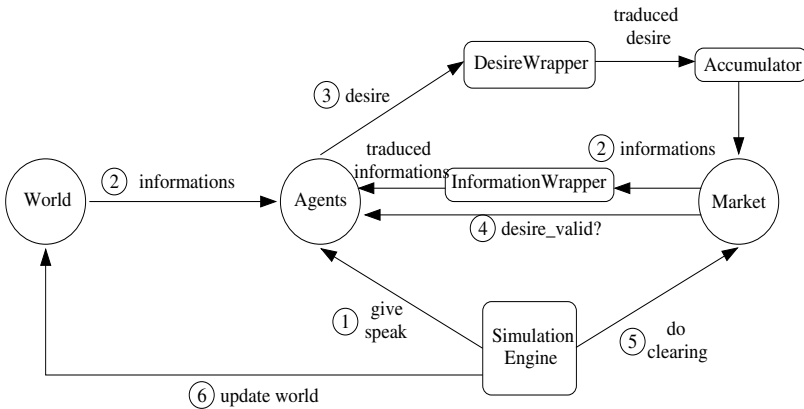 traduced
desire
DesireWrapper
Accumulator
3 desire
traduced
informations
2 informations
World
2 informations
Agents
InformationWrapper
Market
4 desire_valid?
1 give
speak
Simulation
Engine
5 do
clearing
6 update world